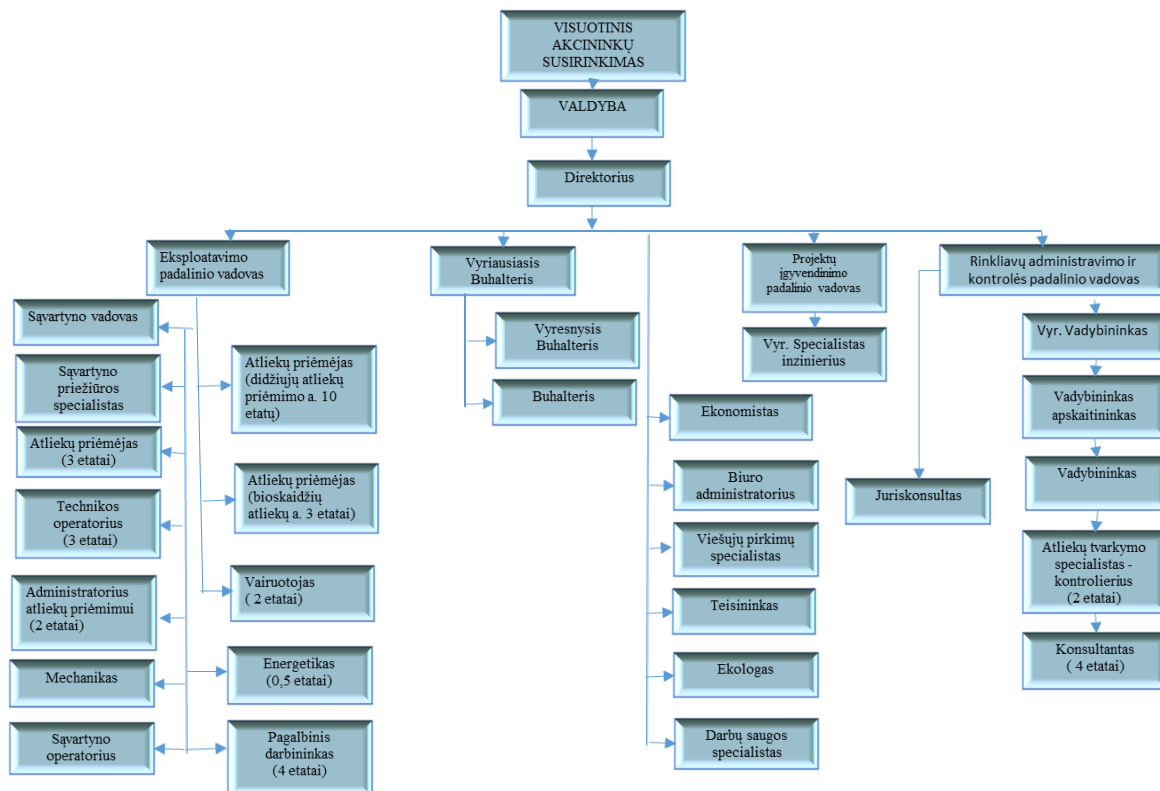 VISUOTINIS
AKCININKŲ
SUSIRINKIMAS
VALDYBA
Direktorius
Eksploatavimo
padalinio vadovas
Vyriausiasis
Buhalteris
Projektų
įgyvendinimo
padalinio vadovas
Rinkliavų administravimo ir
kontrolės padalinio vadovas
Sąvartyno vadovas
Sąvartyno
priežiūros
specialistas
Atliekų priėmėjas
(3 etatai)
Technikos
operatorius
(3 etatai)
Administratorius
atliekų priėmimui
(2 etatai)
Mechanikas
Sąvartyno
operatorius
Atliekų priėmėjas
(didžiujų atliekų
priėmimo a. 10
etatų)
Atliekų priėmėjas
(bioskaidžių
atliekų a. 3 etatai)
Vairuotojas
( 2 etatai)
Energetikas
(0,5 etatai)
Pagalbinis
darbininkas
(4 etatai)
Vyresnysis
Buhalteris
Buhalteris
Ekonomistas
Biuro
administratorius
Viešųjų pirkimų
specialistas
Teisininkas
Ekologas
Darbų saugos
specialistas
Vyr. Specialistas
inzinierius
Juriskonsultas
Vyr. Vadybininkas
Vadybininkas
apskaitininkas
Vadybininkas
Atliekų tvarkymo
specialistas -
kontrolierius
(2 etatai)
Konsultantas
( 4 etatai)